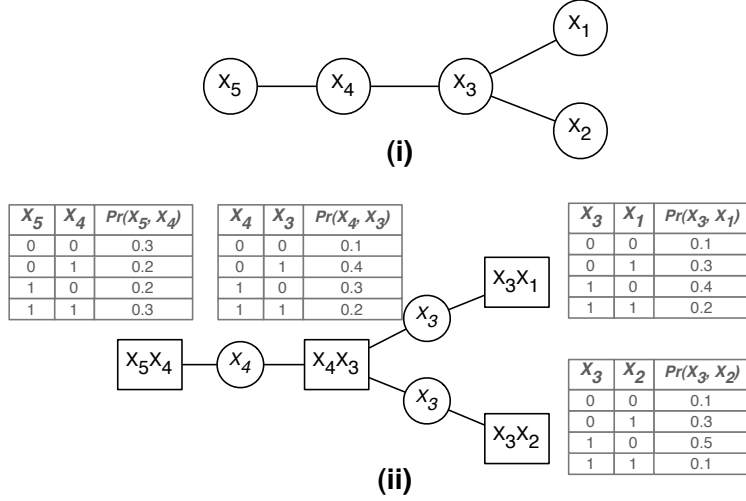 X1
X5 X4 X3
X2
(i)
X5 X4 Pr(X5, X4)
0 0 0.3
0 1 0.2
1 0 0.2
1 1 0.3
X4 X3 Pr(X4, X3)
0 0 0.1
0 1 0.4
1 0 0.3
1 1 0.2
X3 X1 Pr(X3, X1)
0 0 0.1
0 1 0.3
1 0 0.4
1 1 0.2
X3X1
X3
X5X4 X4 X4X3
X3
X3X2
X3 X2 Pr(X3, X2)
0 0 0.1
0 1 0.3
1 0 0.5
1 1 0.1
(ii)